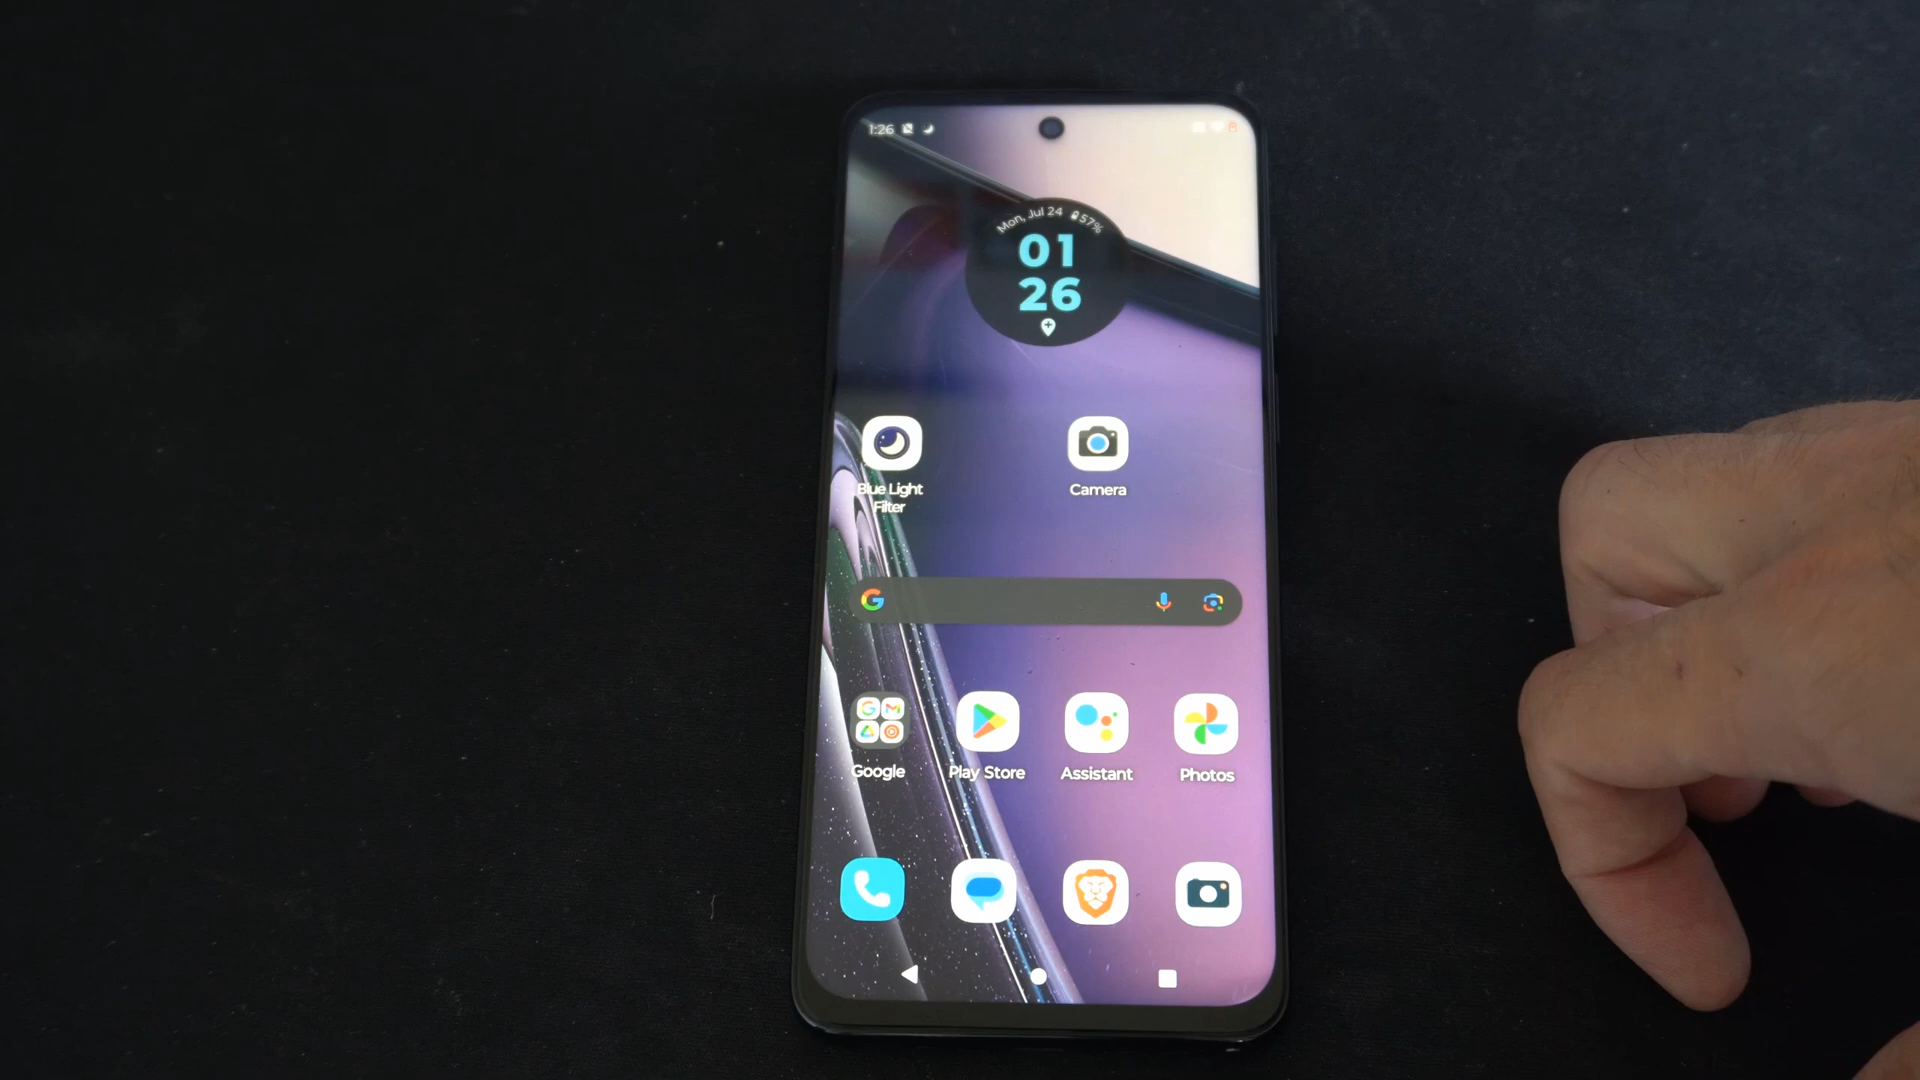 1:26
Mon, Jul 24 57%
01
26
Blue Light
Filter
Camera
Google
Play Store
Assistant
Photos